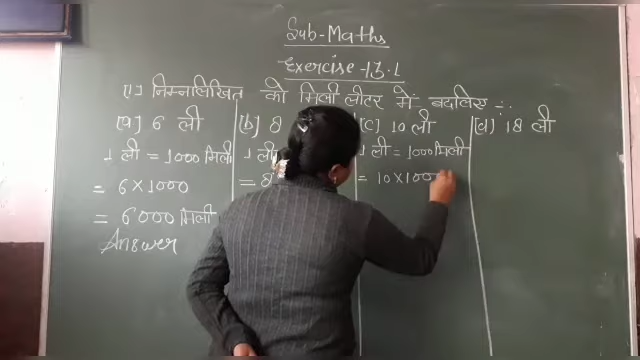 Sub-Maths
Exercise-13.1
ए] निम्नलिखित को मिली लीटर में बदलिए :-
[a] 6 ली
1 ली = 1000 मिली
= 6×1000
= 6000 मिली
Answer
[b] 8
1 ली
= 8
[c] 10 ली
1 ली = 1000 मिली
= 10×100
[d] 18 ली